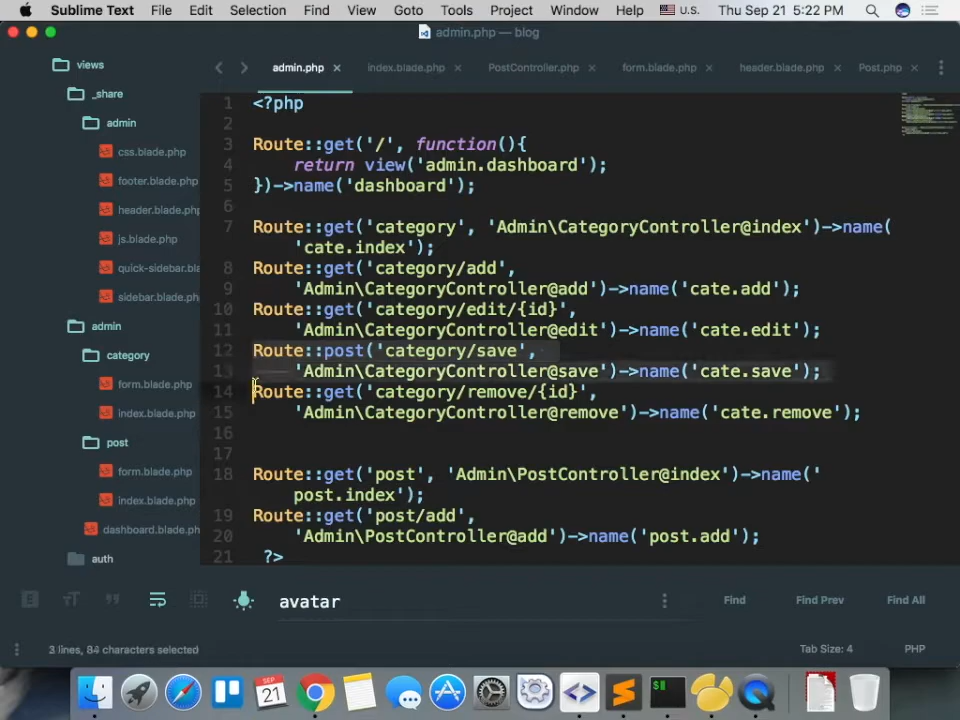 Sublime Text File Edit Selection Find View Goto Tools Project Window Help U.S. Thu Sep 21 5:22 PM
admin.php — blog
views
_share
admin
css.blade.php
footer.blade.php
header.blade.php
js.blade.php
quick-sidebar.bla
sidebar.blade.php
admin
category
form.blade.php
index.blade.php
post
form.blade.php
index.blade.php
dashboard.blade.ph
auth
admin.php × index.blade.php × PostController.php × form.blade.php × header.blade.php × Post.php ×
1 <?php
2
3 Route::get('/', function(){
4 return view('admin.dashboard');
5 })->name('dashboard');
6
7 Route::get('category', 'Admin\CategoryController@index')->name(
'cate.index');
8 Route::get('category/add',
9 'Admin\CategoryController@add')->name('cate.add');
10 Route::get('category/edit/{id}',
11 'Admin\CategoryController@edit')->name('cate.edit');
12 Route::post('category/save',
13 'Admin\CategoryController@save')->name('cate.save');
14 Route::get('category/remove/{id}',
15 'Admin\CategoryController@remove')->name('cate.remove');
16
17
18 Route::get('post', 'Admin\PostController@index')->name('
post.index');
19 Route::get('post/add',
20 'Admin\PostController@add')->name('post.add');
21 ?>
avatar
Find Find Prev Find All
3 lines, 84 characters selected
Tab Size: 4 PHP
SEP
21